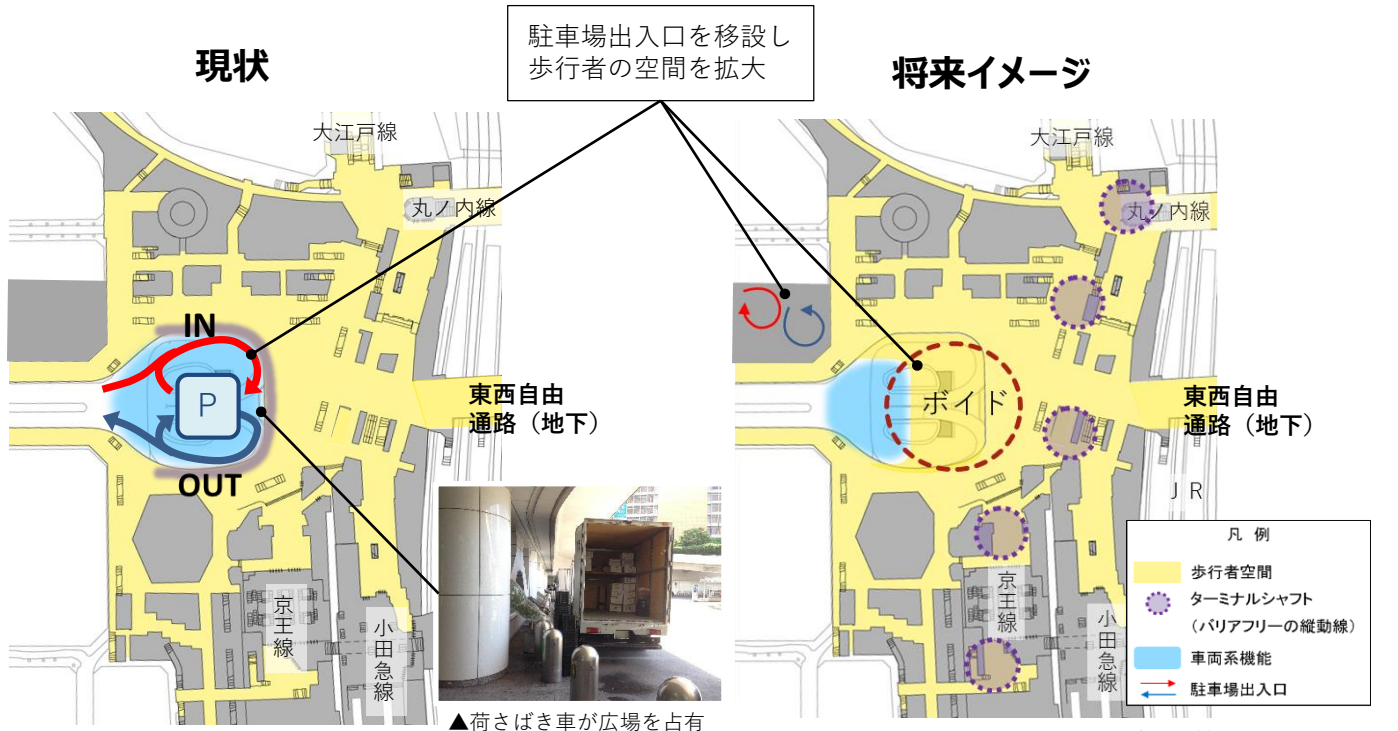 駐車場出入口を移設し
歩行者の空間を拡大
現状
大江戸線
丸ノ内線
IN
P
OUT
東西自由
通路（地下）
京王線
小田急線
▲荷さばき車が広場を占有
将来イメージ
大江戸線
丸ノ内線
ボイド
東西自由
通路（地下）
ＪＲ
京王線
小田急線
凡 例
歩行者空間
ターミナルシャフト
（バリアフリーの縦動線）
車両系機能
駐車場出入口